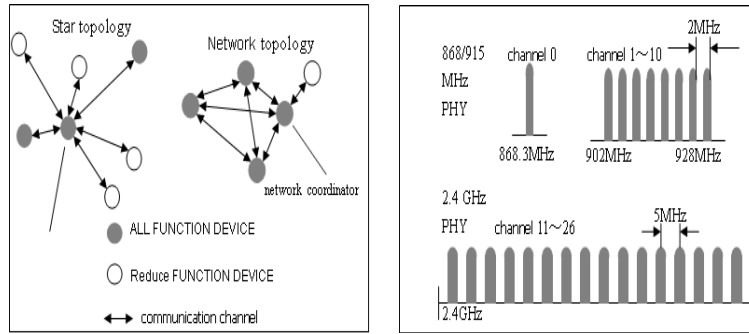 Star topology
Network topology
network coordinator
ALL FUNCTION DEVICE
Reduce FUNCTION DEVICE
communication channel
868/915
MHz
PHY
channel 0
channel 1～10
2MHz
868.3MHz
902MHz
928MHz
2.4 GHz
PHY
channel 11～26
5MHz
2.4GHz